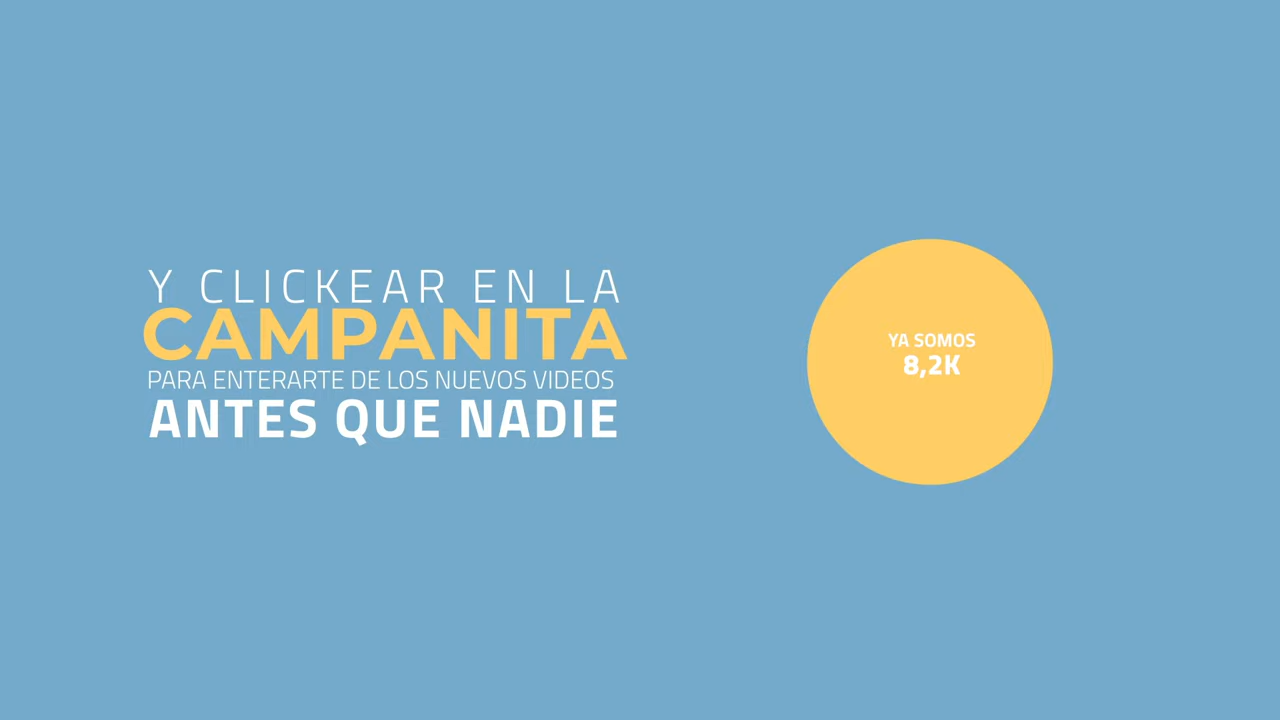 Y CLICKEAR EN LA
CAMPANITA
PARA ENTERARTE DE LOS NUEVOS VIDEOS
ANTES QUE NADIE
YA SOMOS
8,2K